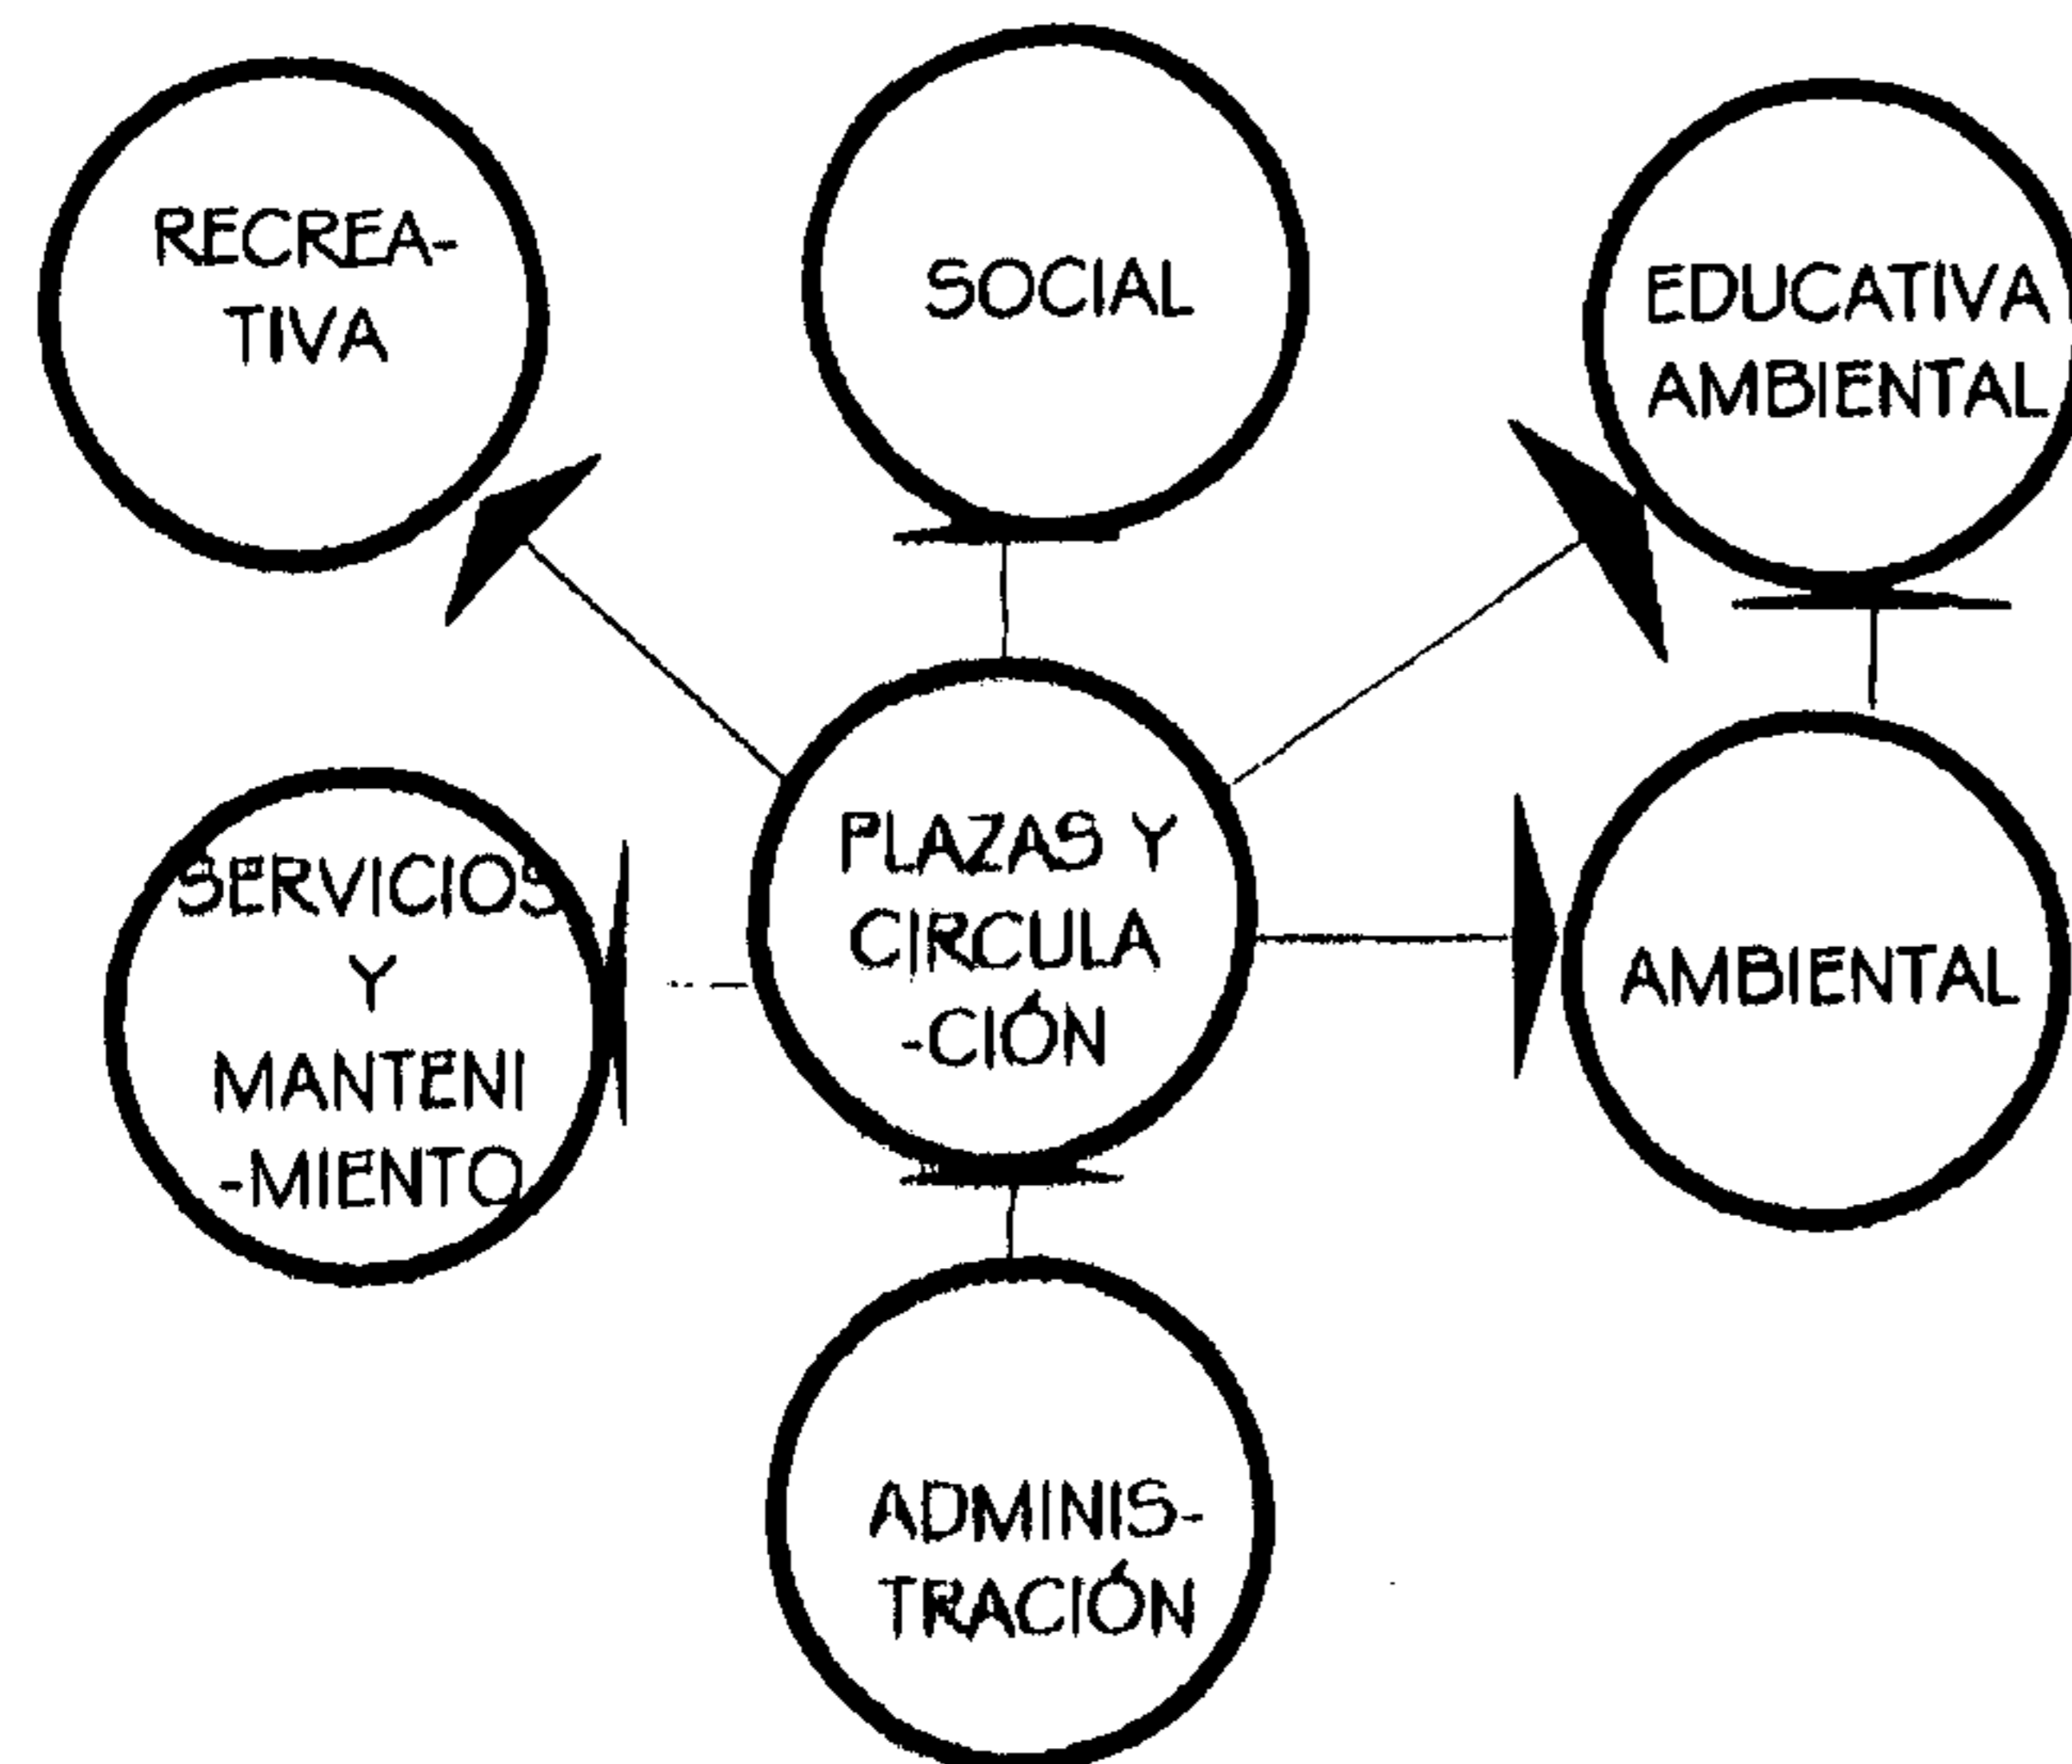 RECREA-
TIVA
SOCIAL
EDUCATIVA
AMBIENTAL
SERVICIOS
Y
MANTENI
-MIENTO
PLAZAS Y
CIRCULA
-CIÓN
AMBIENTAL
ADMINIS-
TRACIÓN